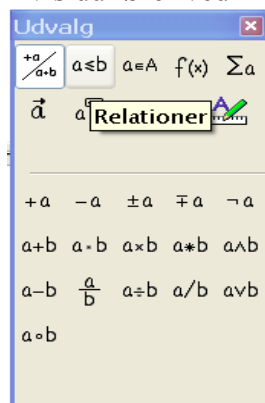 Udvalg
+a/a+b a≤b a∈A f(x) Σa
a⃗ a
Relationer
+a −a ±a ∓a ¬a
a+b a·b a×b a∗b a∧b
a−b a/b a÷b a/b a∨b
a∘b